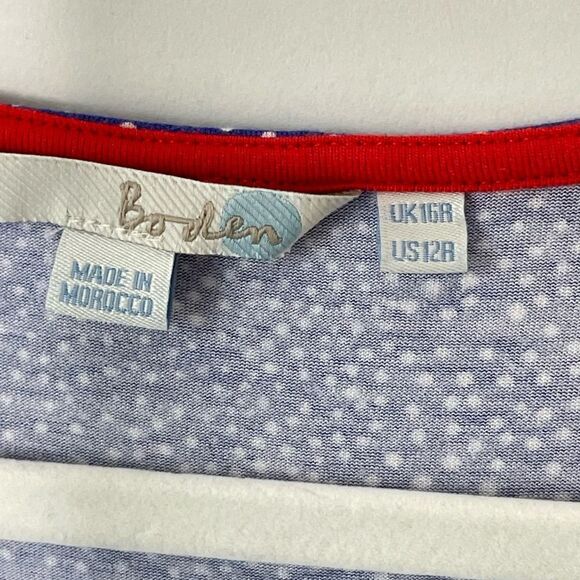 Boden
UK16R
US12R
MADE IN
MOROCCO